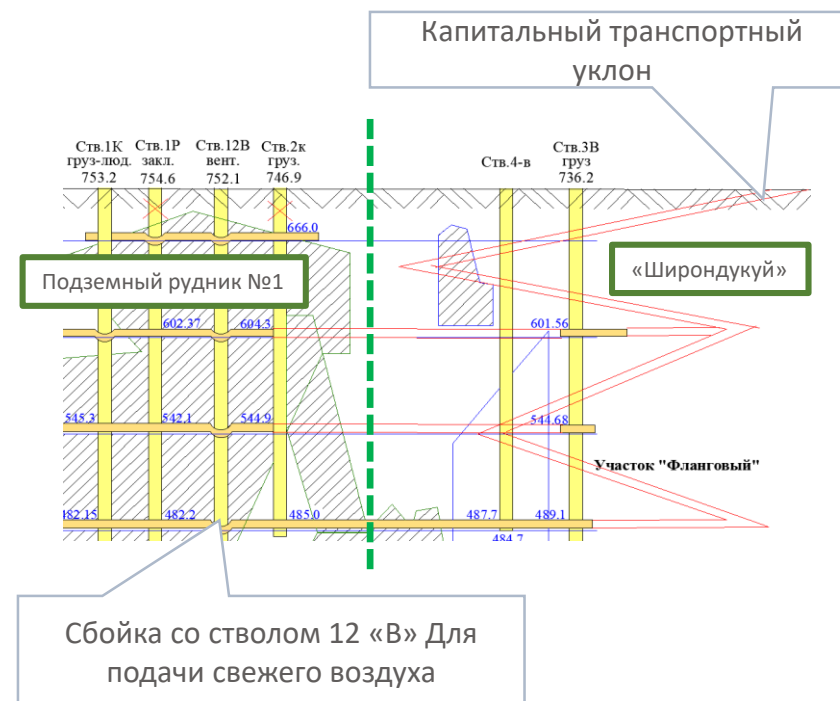 Капитальный транспортный
уклон
Ств.1К
груз-люд.
753.2
Ств.1Р
закл.
754.6
Ств.12В
вент.
752.1
Ств.2к
груз.
746.9
Ств.4-в
Ств.3В
груз
736.2
666.0
Подземный рудник №1
«Широндукуй»
602.37
604.3
601.56
545.3
542.1
544.9
544.68
Участок "Фланговый"
482.15
482.2
485.0
487.7
489.1
484.7
Сбойка со стволом 12 «В» Для
подачи свежего воздуха